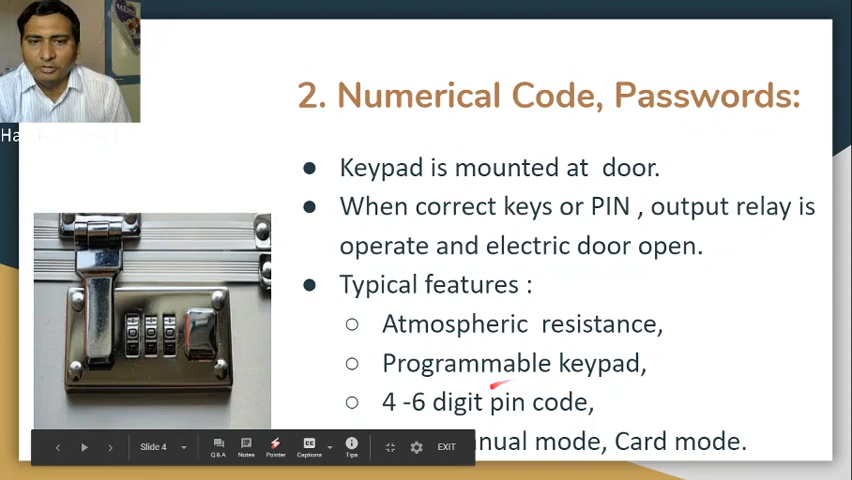 2. Numerical Code, Passwords:
Ha
● Keypad is mounted at door.
● When correct keys or PIN , output relay is
operate and electric door open.
● Typical features :
○ Atmospheric resistance,
○ Programmable keypad,
○ 4 -6 digit pin code,
nual mode, Card mode.
Slide 4
Q&A
Notes
Pointer
Captions
Tips
EXIT